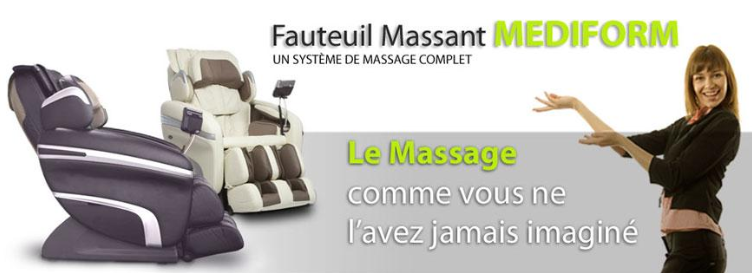 Fauteuil Massant MEDIFORM
UN SYSTÈME DE MASSAGE COMPLET
Le Massage
comme vous ne
l'avez jamais imaginé